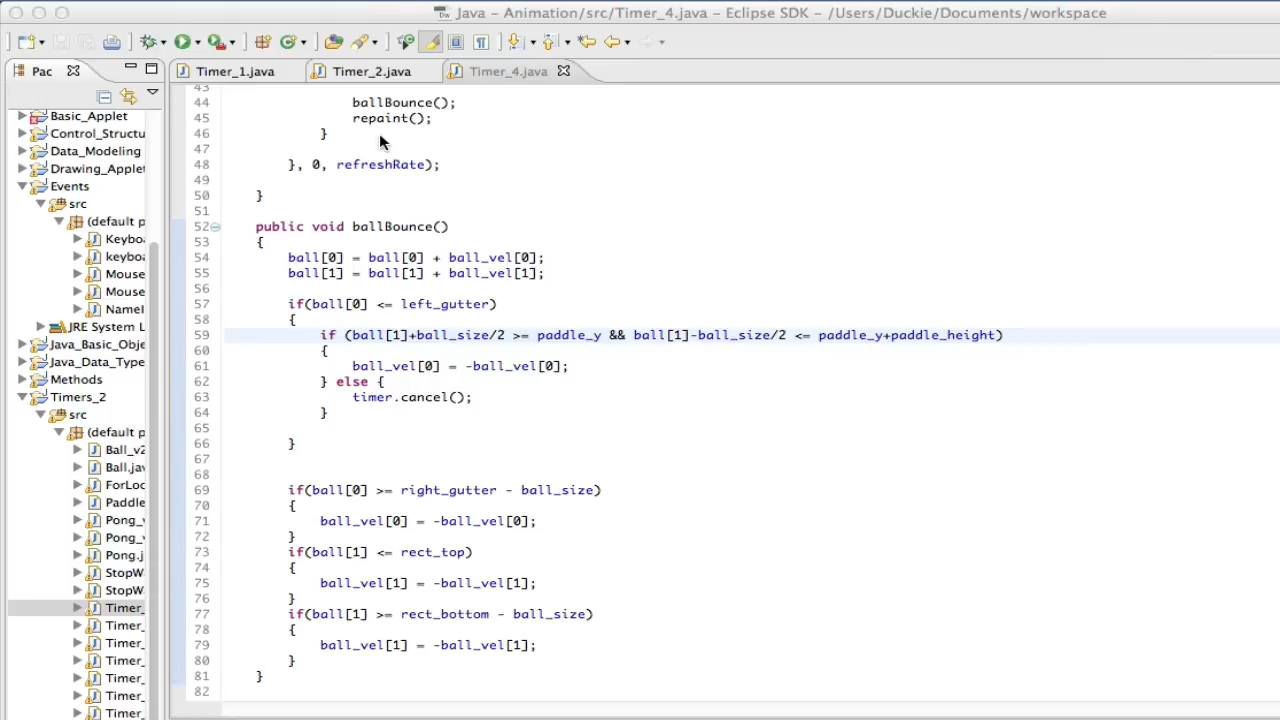 Java – Animation/src/Timer_4.java – Eclipse SDK – /Users/Duckie/Documents/workspace
Pac
Timer_1.java
Timer_2.java
Timer_4.java
Basic_Applet
Control_Structu
Data_Modeling
Drawing_Applet
Events
src
(default p
Keyboa
keyboa
Mouse
Mouse
NameI
JRE System L
Java_Basic_Obje
Java_Data_Type
Methods
Timers_2
src
(default p
Ball_v2
Ball.jav
ForLoo
Paddle
Pong_v
Pong_v
Pong.j
StopW
StopW
Timer_
Timer_
Timer_
Timer_
Timer_
Timer_
Timer_
43
44 ballBounce();
45 repaint();
46 }
47
48 }, 0, refreshRate);
49
50 }
51
52 public void ballBounce()
53 {
54 ball[0] = ball[0] + ball_vel[0];
55 ball[1] = ball[1] + ball_vel[1];
56
57 if(ball[0] <= left_gutter)
58 {
59 if (ball[1]+ball_size/2 >= paddle_y && ball[1]-ball_size/2 <= paddle_y+paddle_height)
60 {
61 ball_vel[0] = -ball_vel[0];
62 } else {
63 timer.cancel();
64 }
65
66 }
67
68
69 if(ball[0] >= right_gutter - ball_size)
70 {
71 ball_vel[0] = -ball_vel[0];
72 }
73 if(ball[1] <= rect_top)
74 {
75 ball_vel[1] = -ball_vel[1];
76 }
77 if(ball[1] >= rect_bottom - ball_size)
78 {
79 ball_vel[1] = -ball_vel[1];
80 }
81 }
82